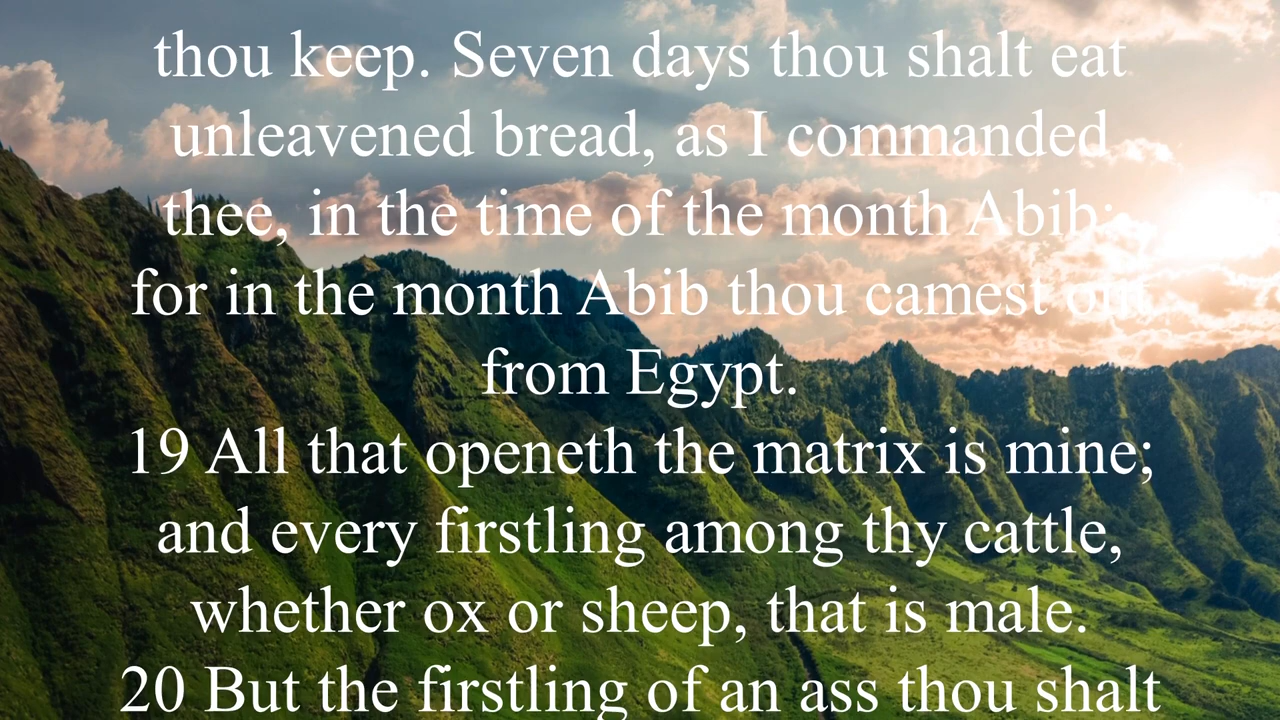 thou keep. Seven days thou shalt eat
unleavened bread, as I commanded
thee, in the time of the month Abib:
for in the month Abib thou camest out
from Egypt.
19 All that openeth the matrix is mine;
and every firstling among thy cattle,
whether ox or sheep, that is male.
20 But the firstling of an ass thou shalt